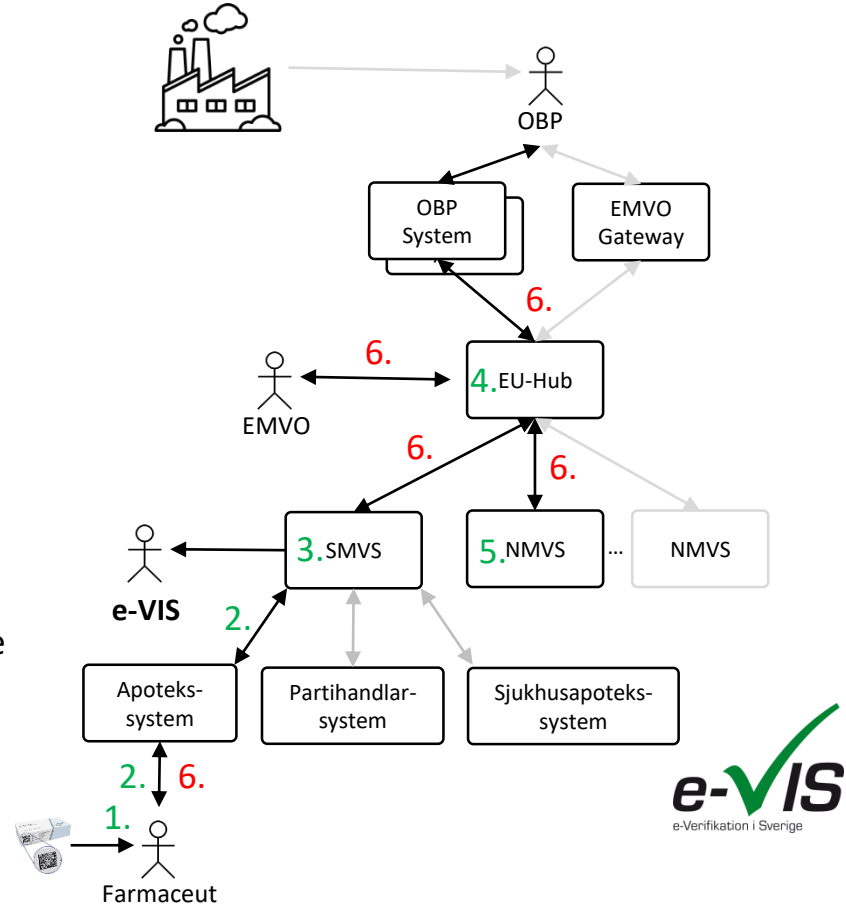 OBP
OBP
System
EMVO
Gateway
6.
6.
4. EU-Hub
EMVO
6.
6.
3. SMVS
5. NMVS
...
NMVS
e-VIS
2.
e
Apoteks-
system
Partihandlar-
system
Sjukhusapoteks-
system
2. 6.
1.
Farmaceut
e-VIS
e-Verifikation i Sverige